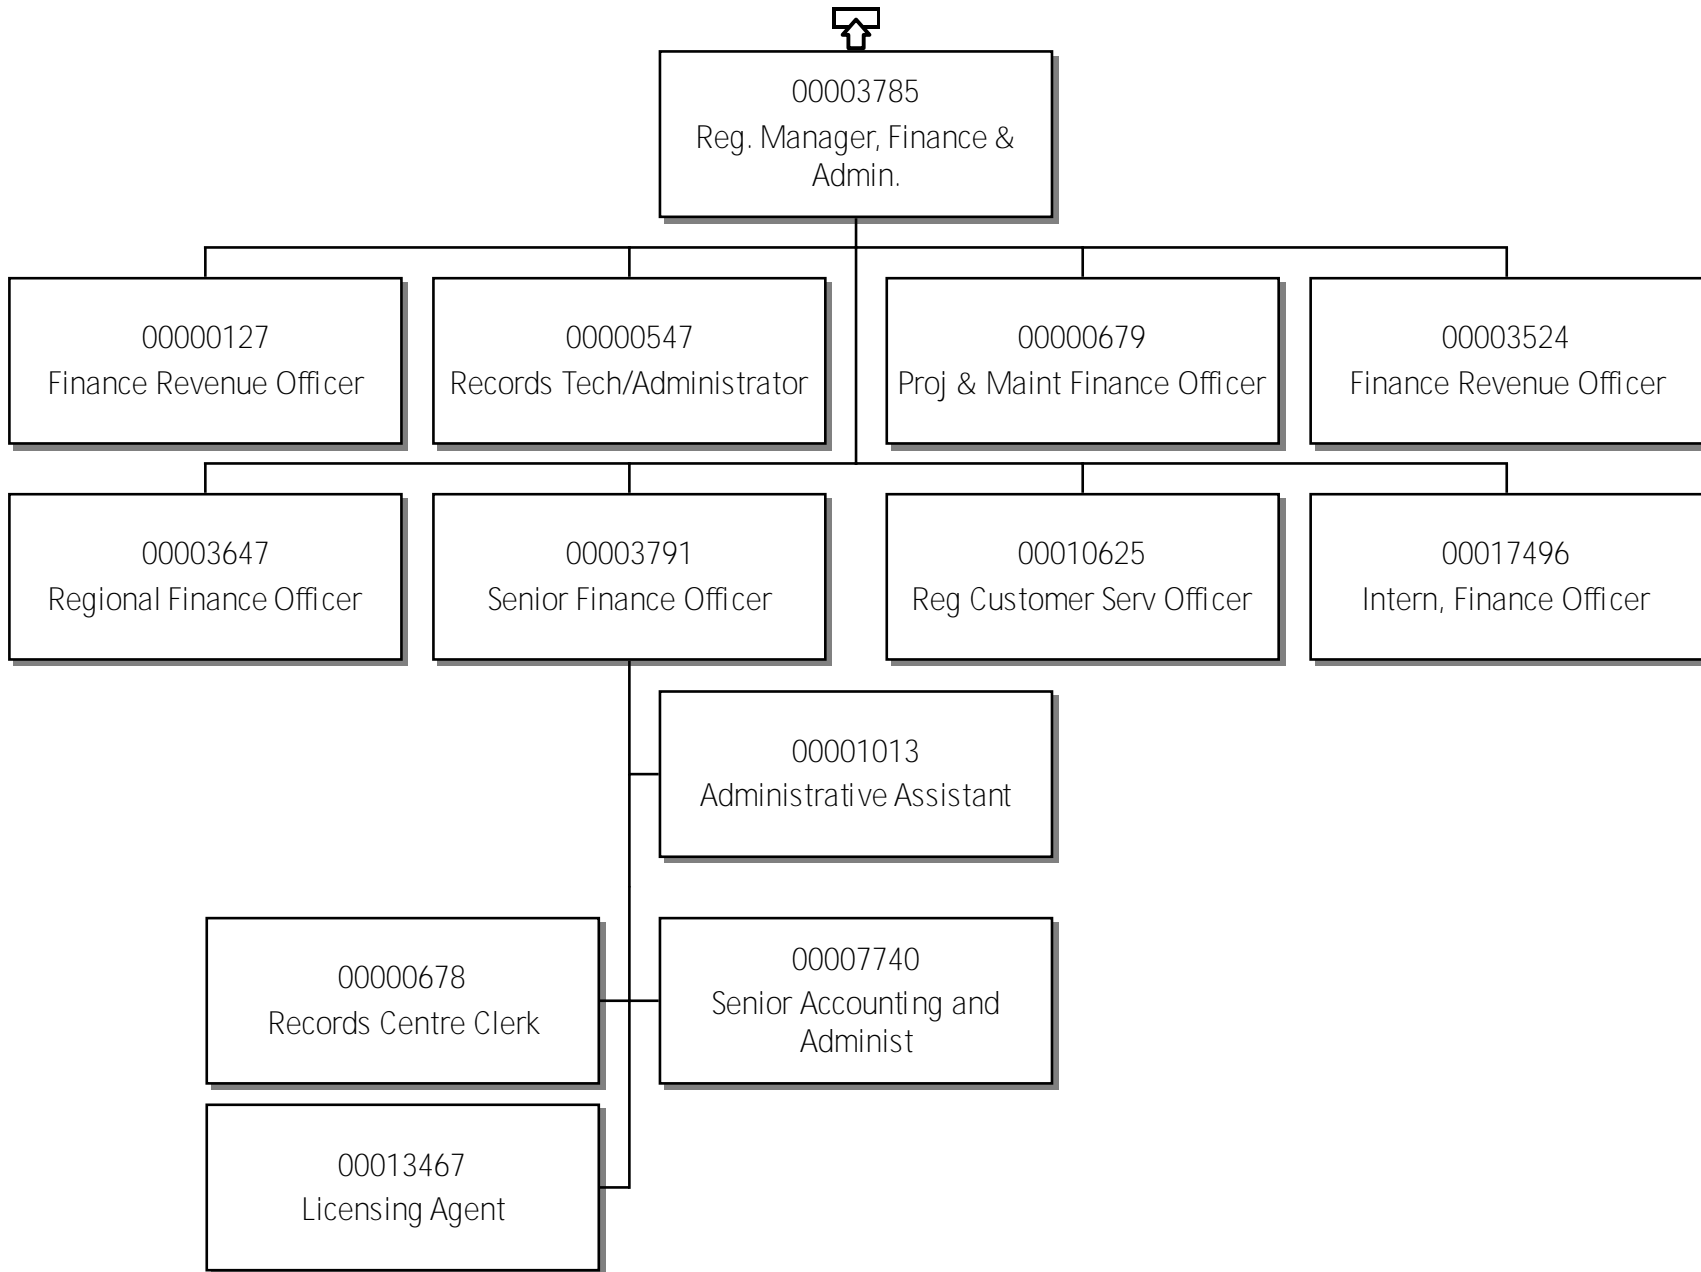 00003785
Reg. Manager, Finance &
Admin.
00000127
Finance Revenue Officer
00000547
Records Tech/Administrator
00000679
Proj & Maint Finance Officer
00003524
Finance Revenue Officer
00003647
Regional Finance Officer
00003791
Senior Finance Officer
00010625
Reg Customer Serv Officer
00017496
Intern, Finance Officer
00001013
Administrative Assistant
00000678
Records Centre Clerk
00007740
Senior Accounting and
Administ
00013467
Licensing Agent